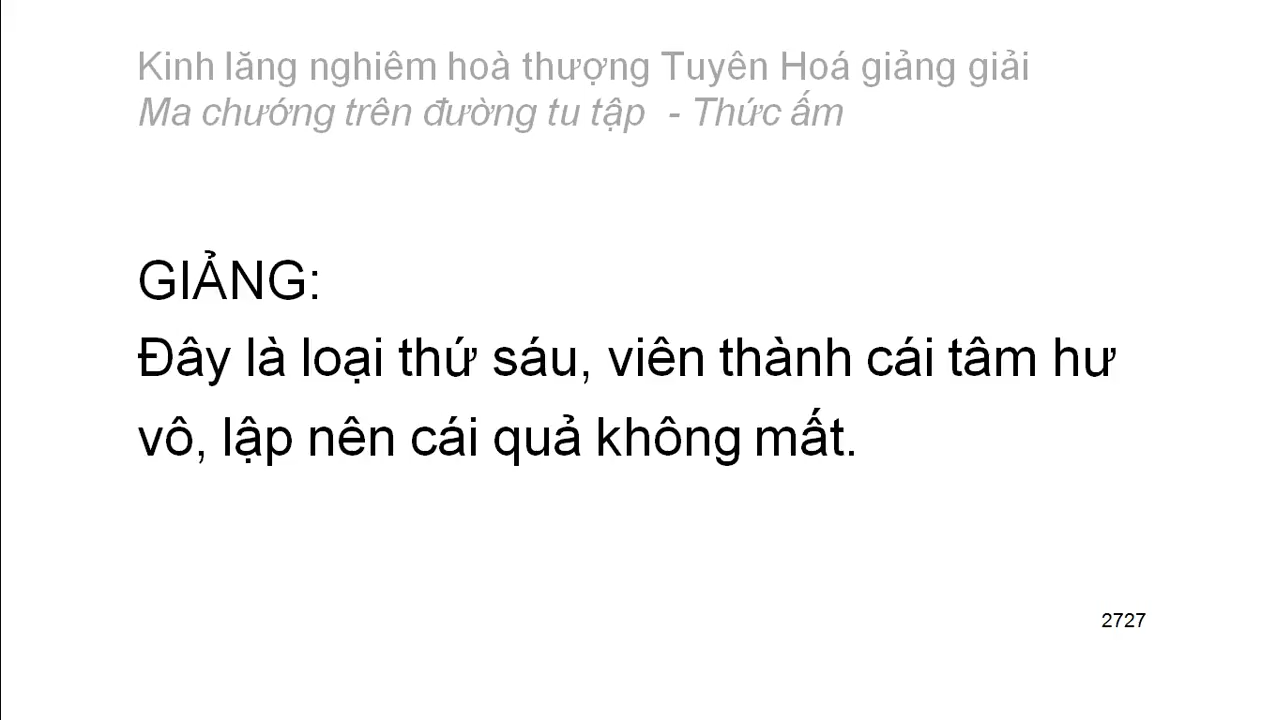 Kinh lăng nghiêm hoà thượng Tuyên Hoá giảng giải
Ma chướng trên đường tu tập - Thức ấm
GIẢNG:
Đây là loại thứ sáu, viên thành cái tâm hư
vô, lập nên cái quả không mất.
2727